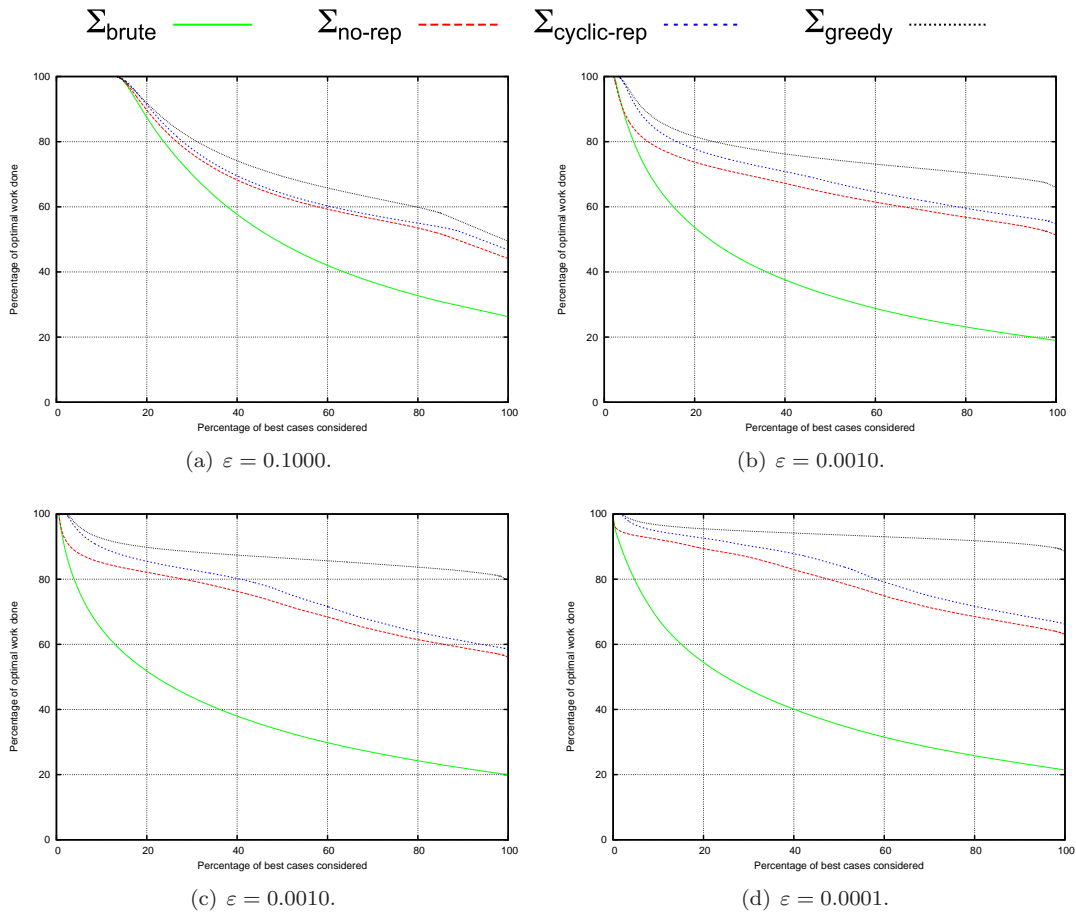 Σbrute Σno-rep Σcyclic-rep Σgreedy
Percentage of optimal work done
100
80
60
40
20
0
0 20 40 60 80 100
Percentage of best cases considered
(a) ε = 0.1000.
Percentage of optimal work done
100
80
60
40
20
0
0 20 40 60 80 100
Percentage of best cases considered
(b) ε = 0.0010.
Percentage of optimal work done
100
80
60
40
20
0
0 20 40 60 80 100
Percentage of best cases considered
(c) ε = 0.0010.
Percentage of optimal work done
100
80
60
40
20
0
0 20 40 60 80 100
Percentage of best cases considered
(d) ε = 0.0001.